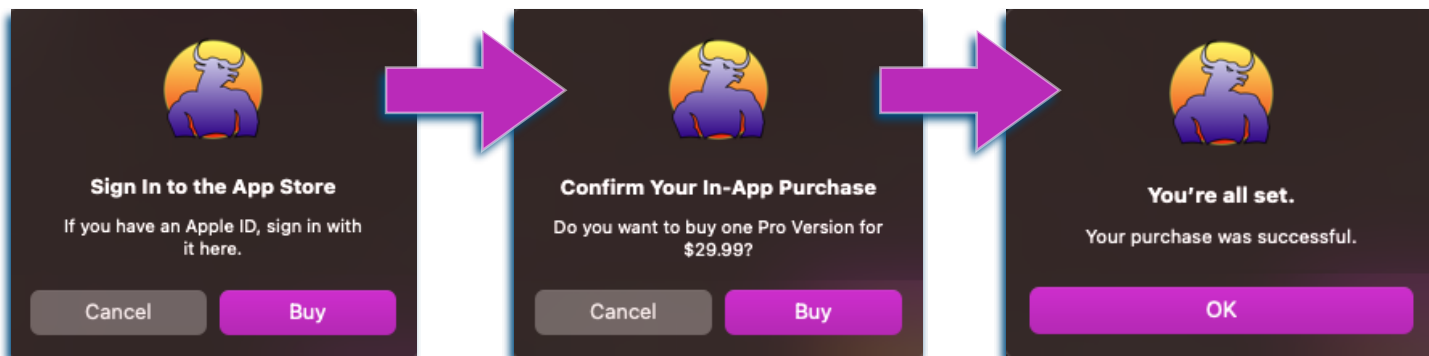 Sign In to the App Store
If you have an Apple ID, sign in with
it here.
Cancel
Buy
Confirm Your In-App Purchase
Do you want to buy one Pro Version for
$29.99?
Cancel
Buy
You’re all set.
Your purchase was successful.
OK